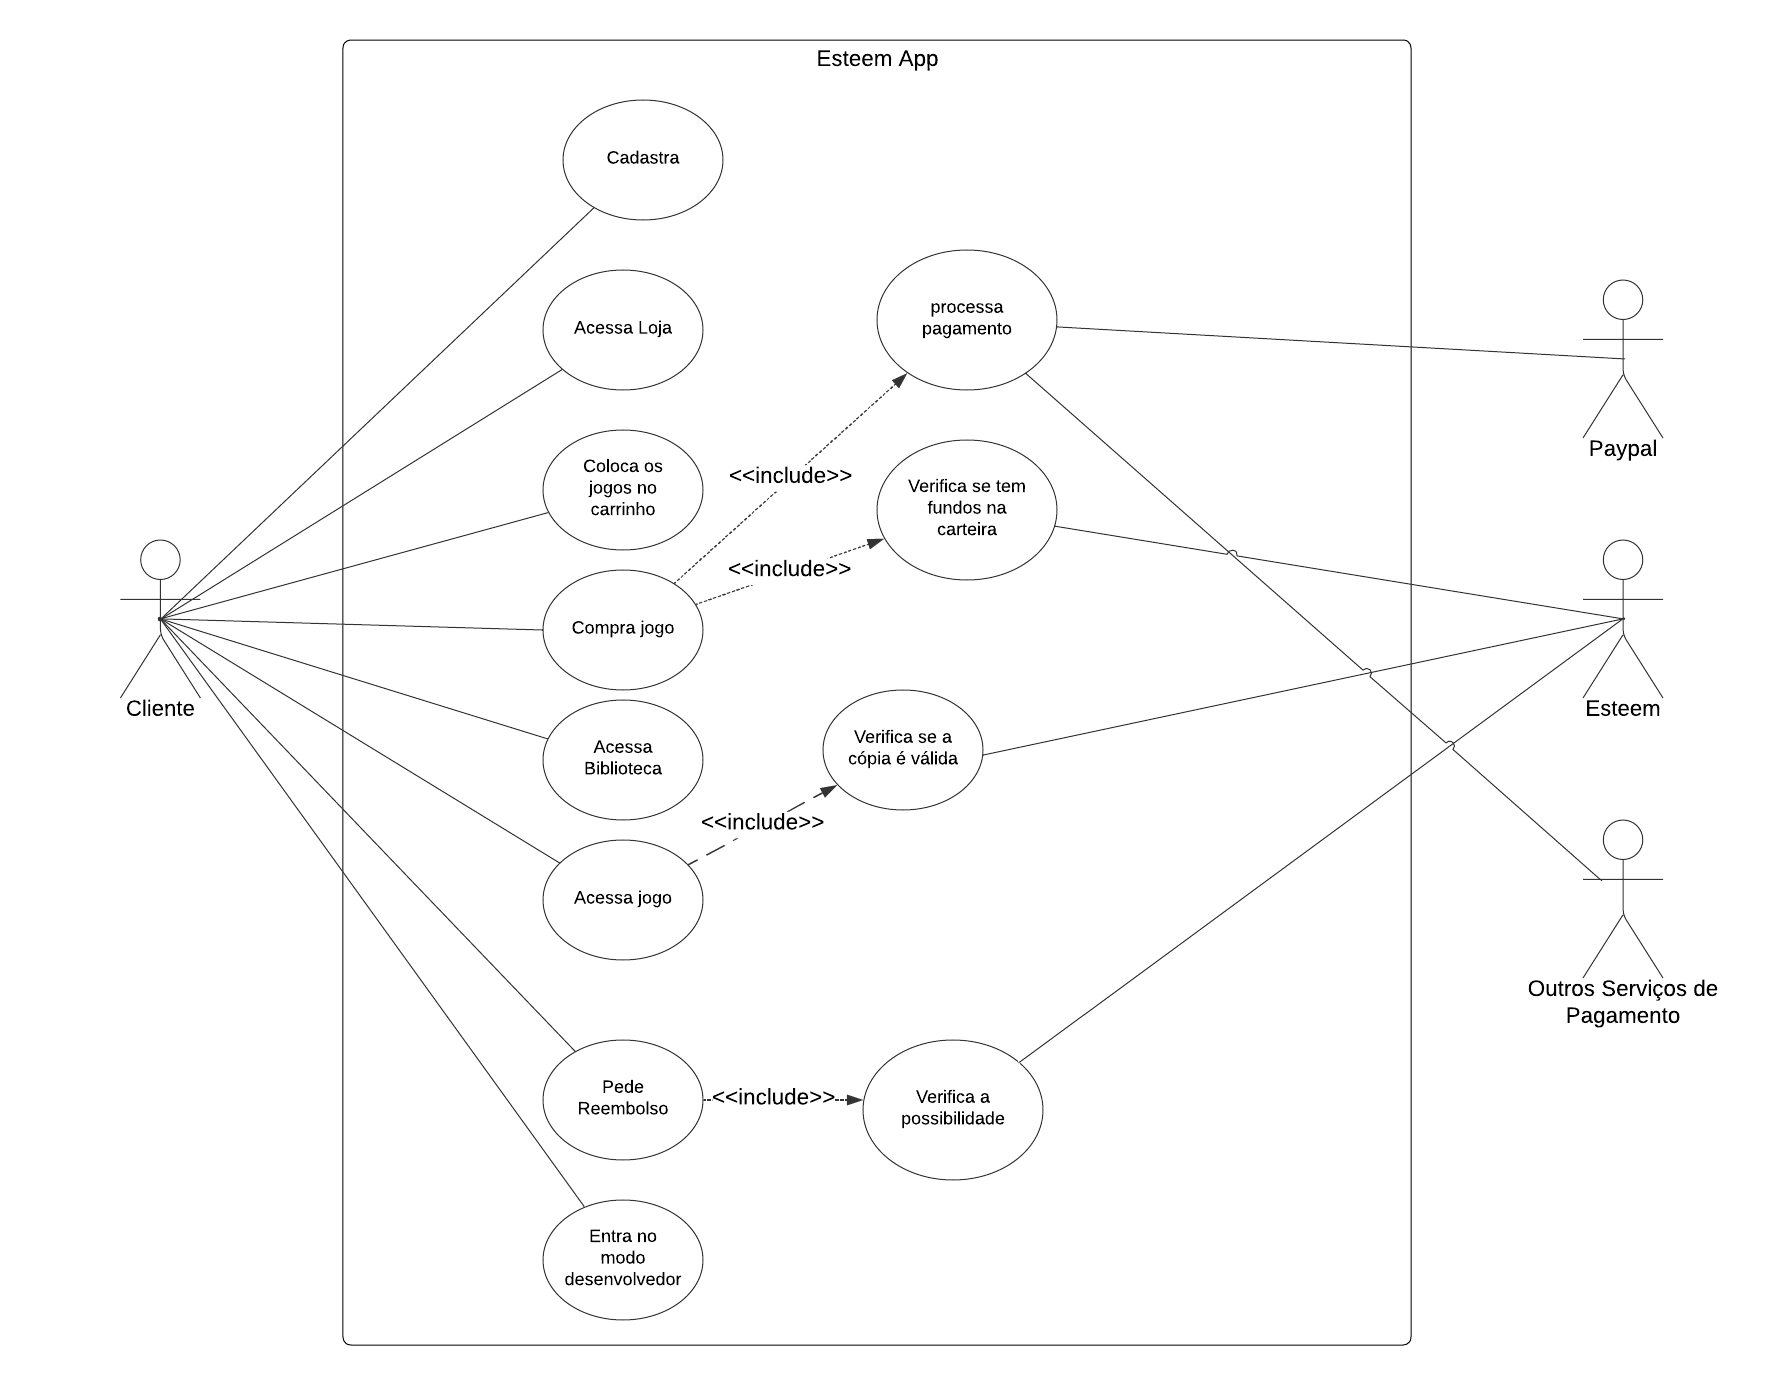 Esteem App
Cadastra
Acessa Loja
processa
pagamento
Coloca os
jogos no
carrinho
<<include>>
Verifica se tem
fundos na
carteira
Paypal
<<include>>
Compra jogo
Cliente
Esteem
Acessa
Biblioteca
Verifica se a
cópia é válida
<<include>>
Acessa jogo
Outros Serviços de
Pagamento
Pede
Reembolso
<<include>>
Verifica a
possibilidade
Entra no
modo
desenvolvedor